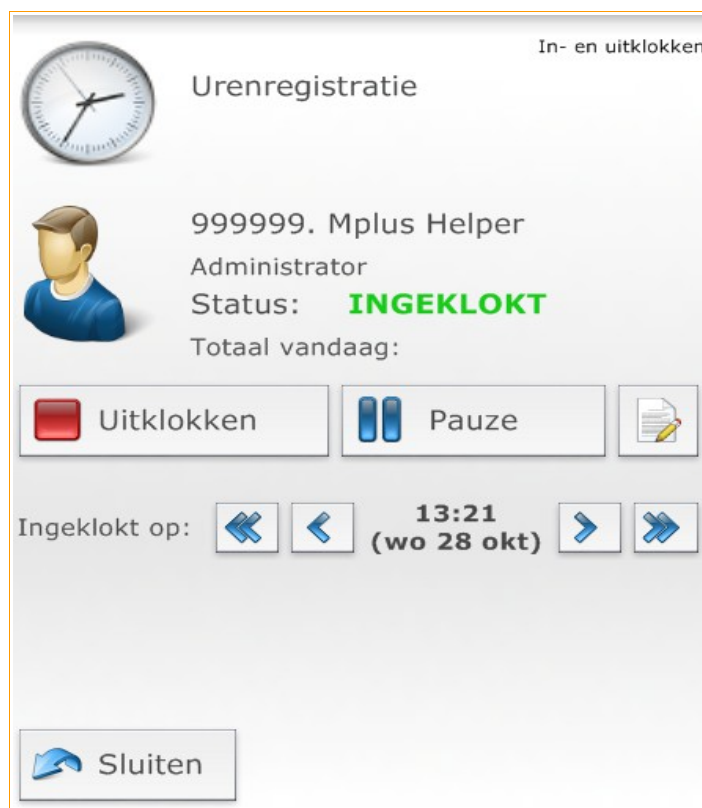 In- en uitklokken
Urenregistratie
999999. Mplus Helper
Administrator
Status: INGEKLOKT
Totaal vandaag:
Uitklokken
Pauze
Ingeklokt op:
13:21
(wo 28 okt)
Sluiten